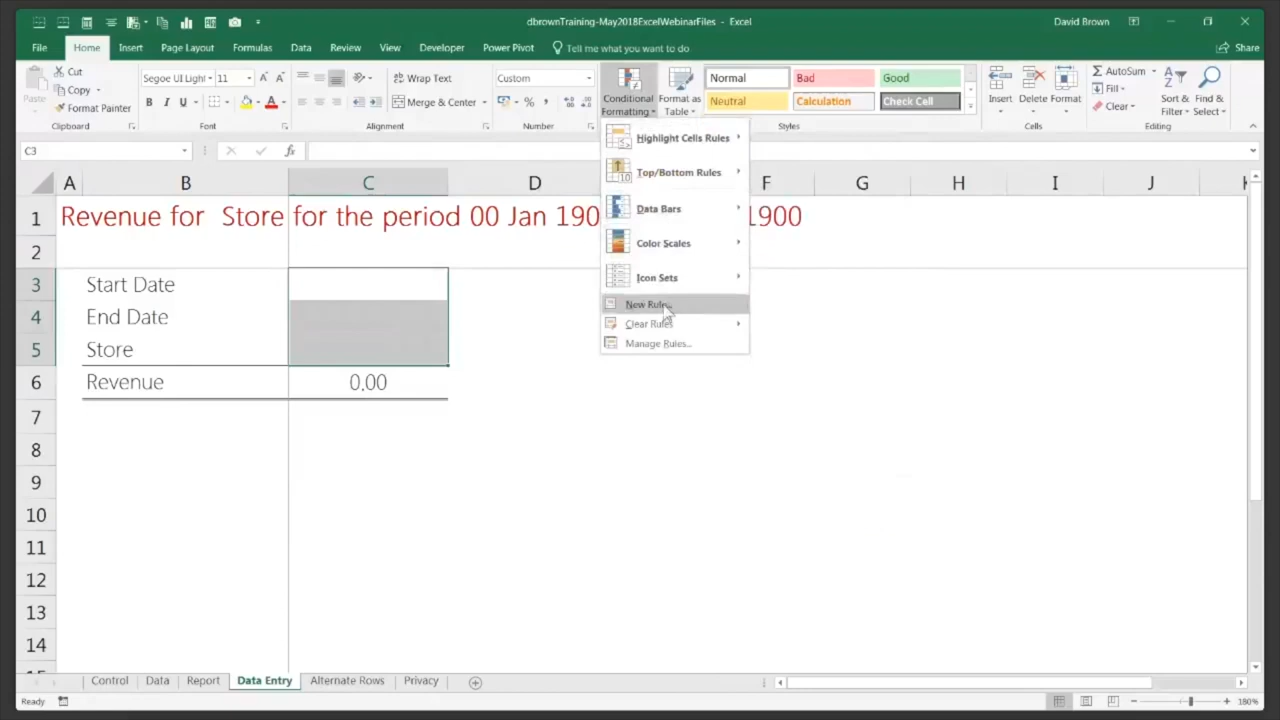 dbrownTraining-May2018ExcelWebinarFiles - Excel
David Brown
File Home Insert Page Layout Formulas Data Review View Developer Power Pivot Tell me what you want to do Share
Paste
Cut
Copy
Format Painter
Clipboard
Segoe UI Light 11
B I U
Font
Wrap Text
Merge & Center
Alignment
Custom
Number
Conditional Formatting
Format as Table
Normal Bad Good
Neutral Calculation Check Cell
Styles
Insert Delete Format
Cells
AutoSum
Fill
Clear
Sort & Filter
Find & Select
Editing
C3
fx
Highlight Cells Rules
Top/Bottom Rules
Data Bars
Color Scales
Icon Sets
New Rule...
Clear Rules
Manage Rules...
A B C D F G H I J
1 Revenue for Store for the period 00 Jan 190 1900
2
3 Start Date
4 End Date
5 Store
6 Revenue 0.00
7
8
9
10
11
12
13
14
Control Data Report Data Entry Alternate Rows Privacy
Ready
180%